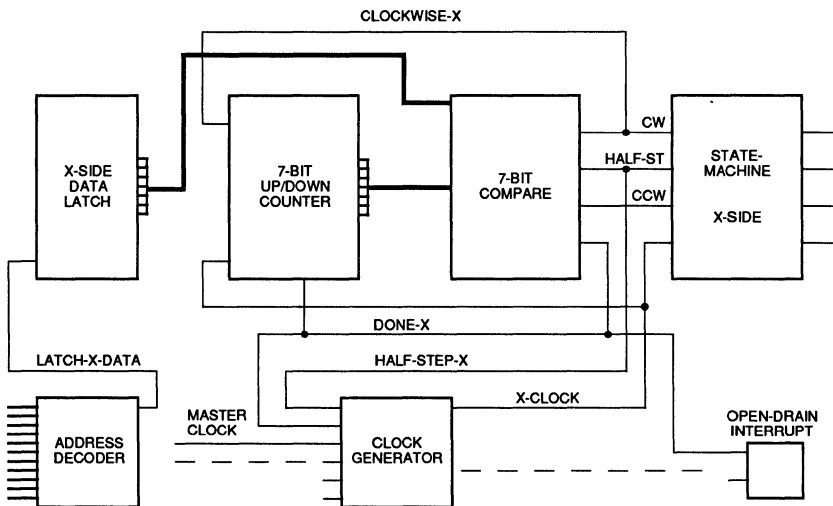 CLOCKWISE-X
X-SIDE
DATA
LATCH
7-BIT
UP/DOWN
COUNTER
7-BIT
COMPARE
CW
HALF-ST
CCW
STATE-
MACHINE
X-SIDE
DONE-X
LATCH-X-DATA
HALF-STEP-X
X-CLOCK
MASTER
CLOCK
ADDRESS
DECODER
CLOCK
GENERATOR
OPEN-DRAIN
INTERRUPT